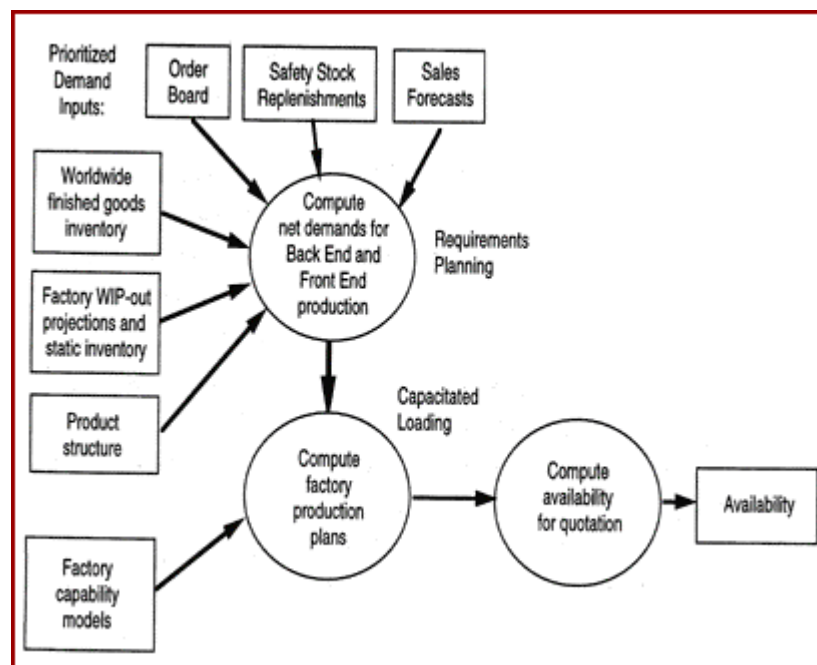 Prioritized
Demand
Inputs:
Order
Board
Safety Stock
Replenishments
Sales
Forecasts
Worldwide
finished goods
inventory
Compute
net demands for
Back End and
Front End
production
Requirements
Planning
Factory WIP-out
projections and
static inventory
Product
structure
Capacitated
Loading
Compute
factory
production
plans
Compute
availability
for quotation
Availability
Factory
capability
models